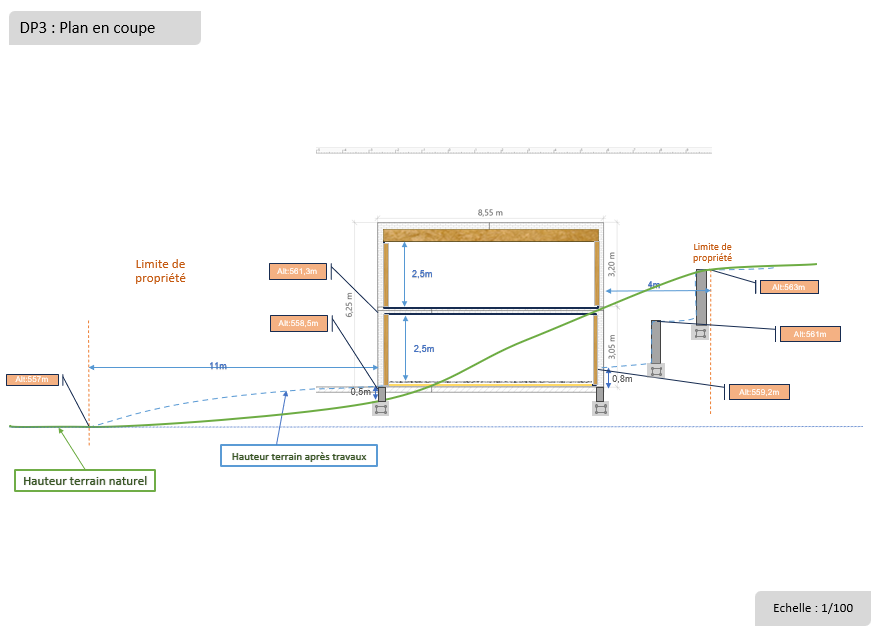 DP3 : Plan en coupe
8,55 m
Limite de
propriété
Limite de
propriété
Alt:561,3m
2,5m
3,20 m
4m
Alt:563m
6,25 m
Alt:558,5m
2,5m
3,05 m
Alt:561m
11m
Alt:557m
0,5m
0,8m
Alt:559,2m
Hauteur terrain après travaux
Hauteur terrain naturel
Echelle : 1/100